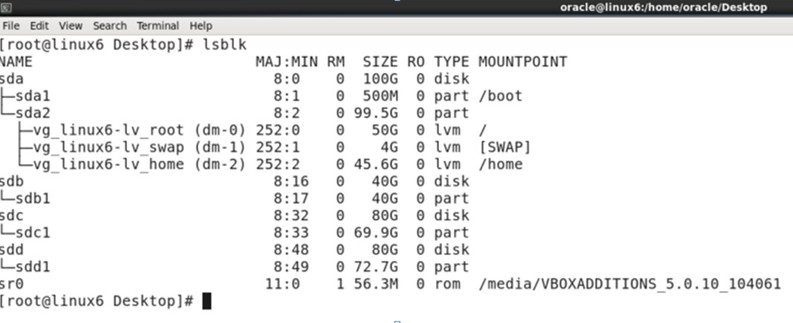 oracle@linux6:/home/oracle/Desktop
File Edit View Search Terminal Help
[root@linux6 Desktop]# lsblk
NAME MAJ:MIN RM SIZE RO TYPE MOUNTPOINT
sda 8:0 0 100G 0 disk
├─sda1 8:1 0 500M 0 part /boot
└─sda2 8:2 0 99.5G 0 part
├─vg_linux6-lv_root (dm-0) 252:0 0 50G 0 lvm /
├─vg_linux6-lv_swap (dm-1) 252:1 0 4G 0 lvm [SWAP]
└─vg_linux6-lv_home (dm-2) 252:2 0 45.6G 0 lvm /home
sdb 8:16 0 40G 0 disk
└─sdb1 8:17 0 40G 0 part
sdc 8:32 0 80G 0 disk
└─sdc1 8:33 0 69.9G 0 part
sdd 8:48 0 80G 0 disk
└─sdd1 8:49 0 72.7G 0 part
sr0 11:0 1 56.3M 0 rom /media/VBOXADDITIONS_5.0.10_104061
[root@linux6 Desktop]#